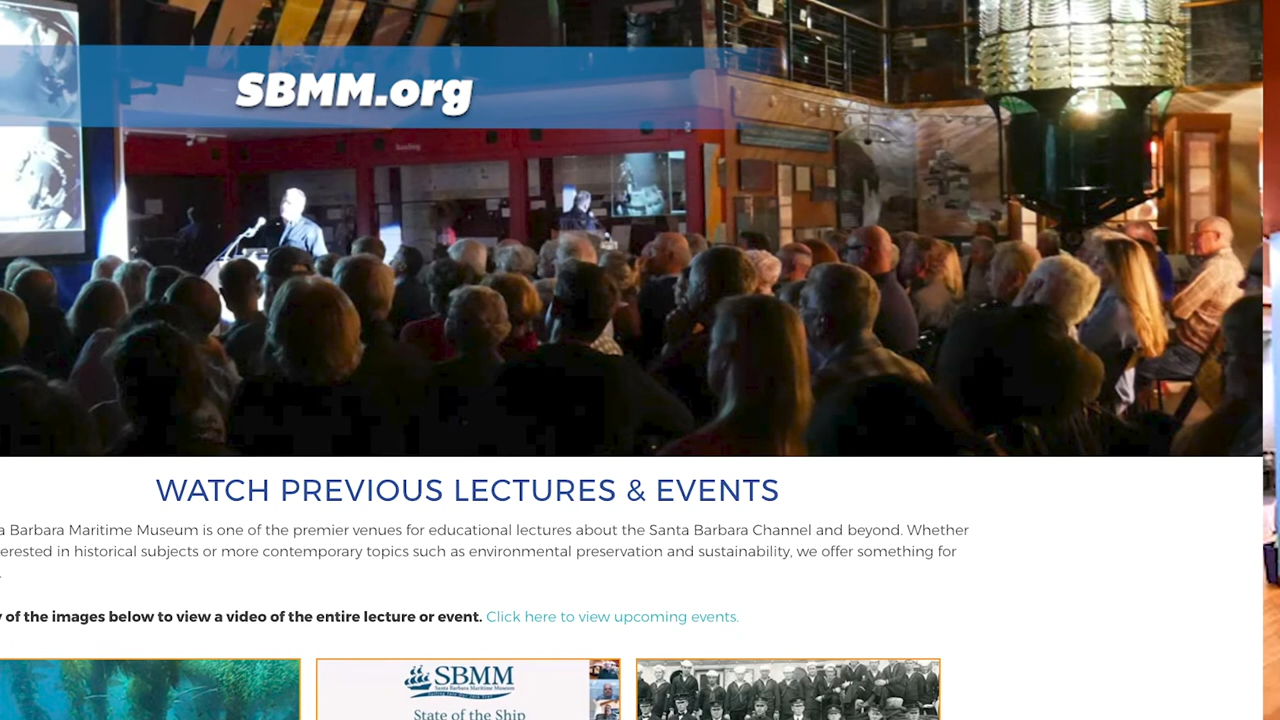 SBMM.org
WATCH PREVIOUS LECTURES & EVENTS
a Barbara Maritime Museum is one of the premier venues for educational lectures about the Santa Barbara Channel and beyond. Whether
erested in historical subjects or more contemporary topics such as environmental preservation and sustainability, we offer something for
.
y of the images below to view a video of the entire lecture or event. Click here to view upcoming events.
SBMM
Santa Barbara Maritime Museum
State of the Ship